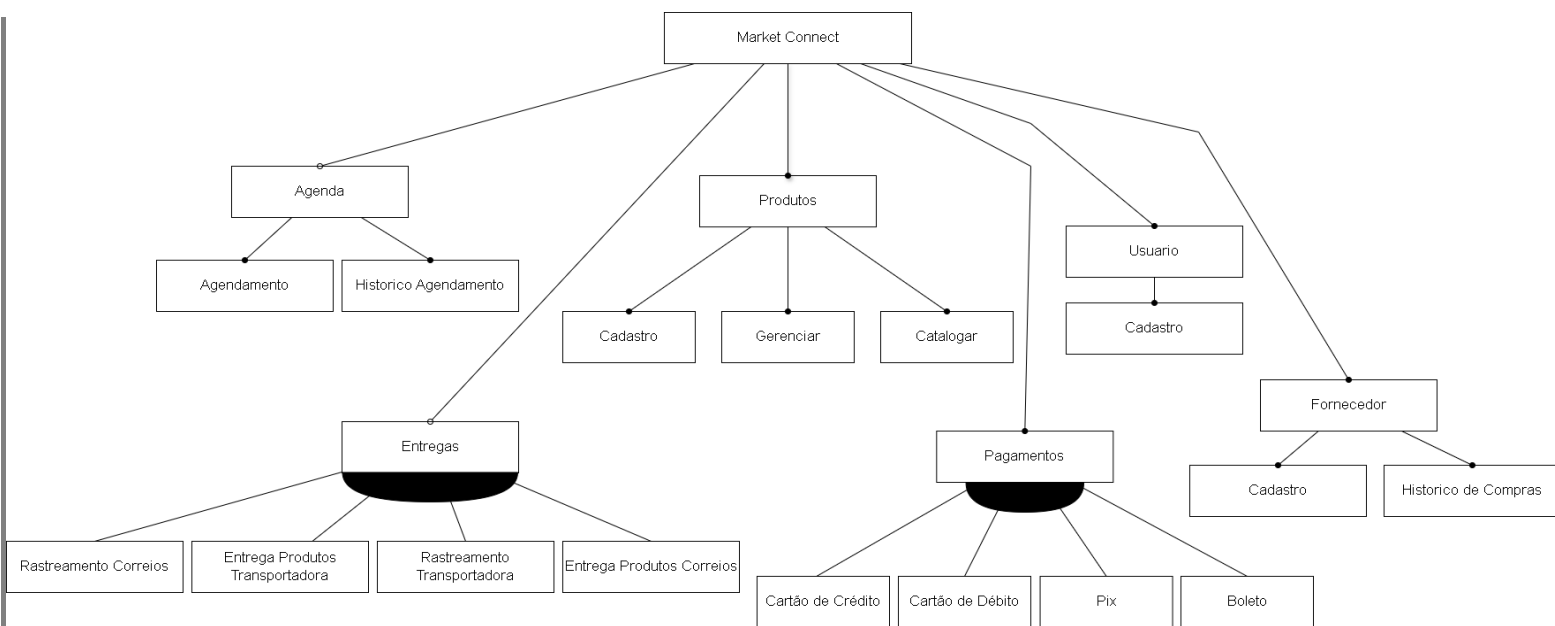 Market Connect
Agenda
Produtos
Usuario
Agendamento
Historico Agendamento
Cadastro
Gerenciar
Catalogar
Cadastro
Fornecedor
Entregas
Pagamentos
Cadastro
Historico de Compras
Rastreamento Correios
Entrega Produtos
Transportadora
Rastreamento
Transportadora
Entrega Produtos Correios
Cartão de Crédito
Cartão de Débito
Pix
Boleto